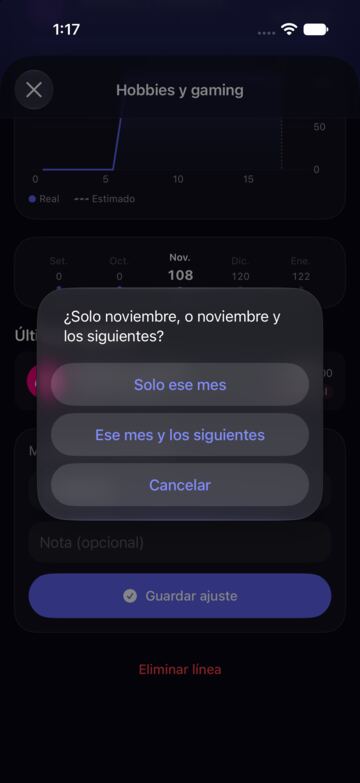 1:17
Hobbies y gaming
50
0
0
5
10
15
Real
Estimado
Set.
Oct.
Nov.
Dic.
Ene.
0
0
108
120
122
¿Solo noviembre, o noviembre y
los siguientes?
Solo ese mes
Ese mes y los siguientes
Cancelar
Nota (opcional)
Guardar ajuste
Eliminar línea